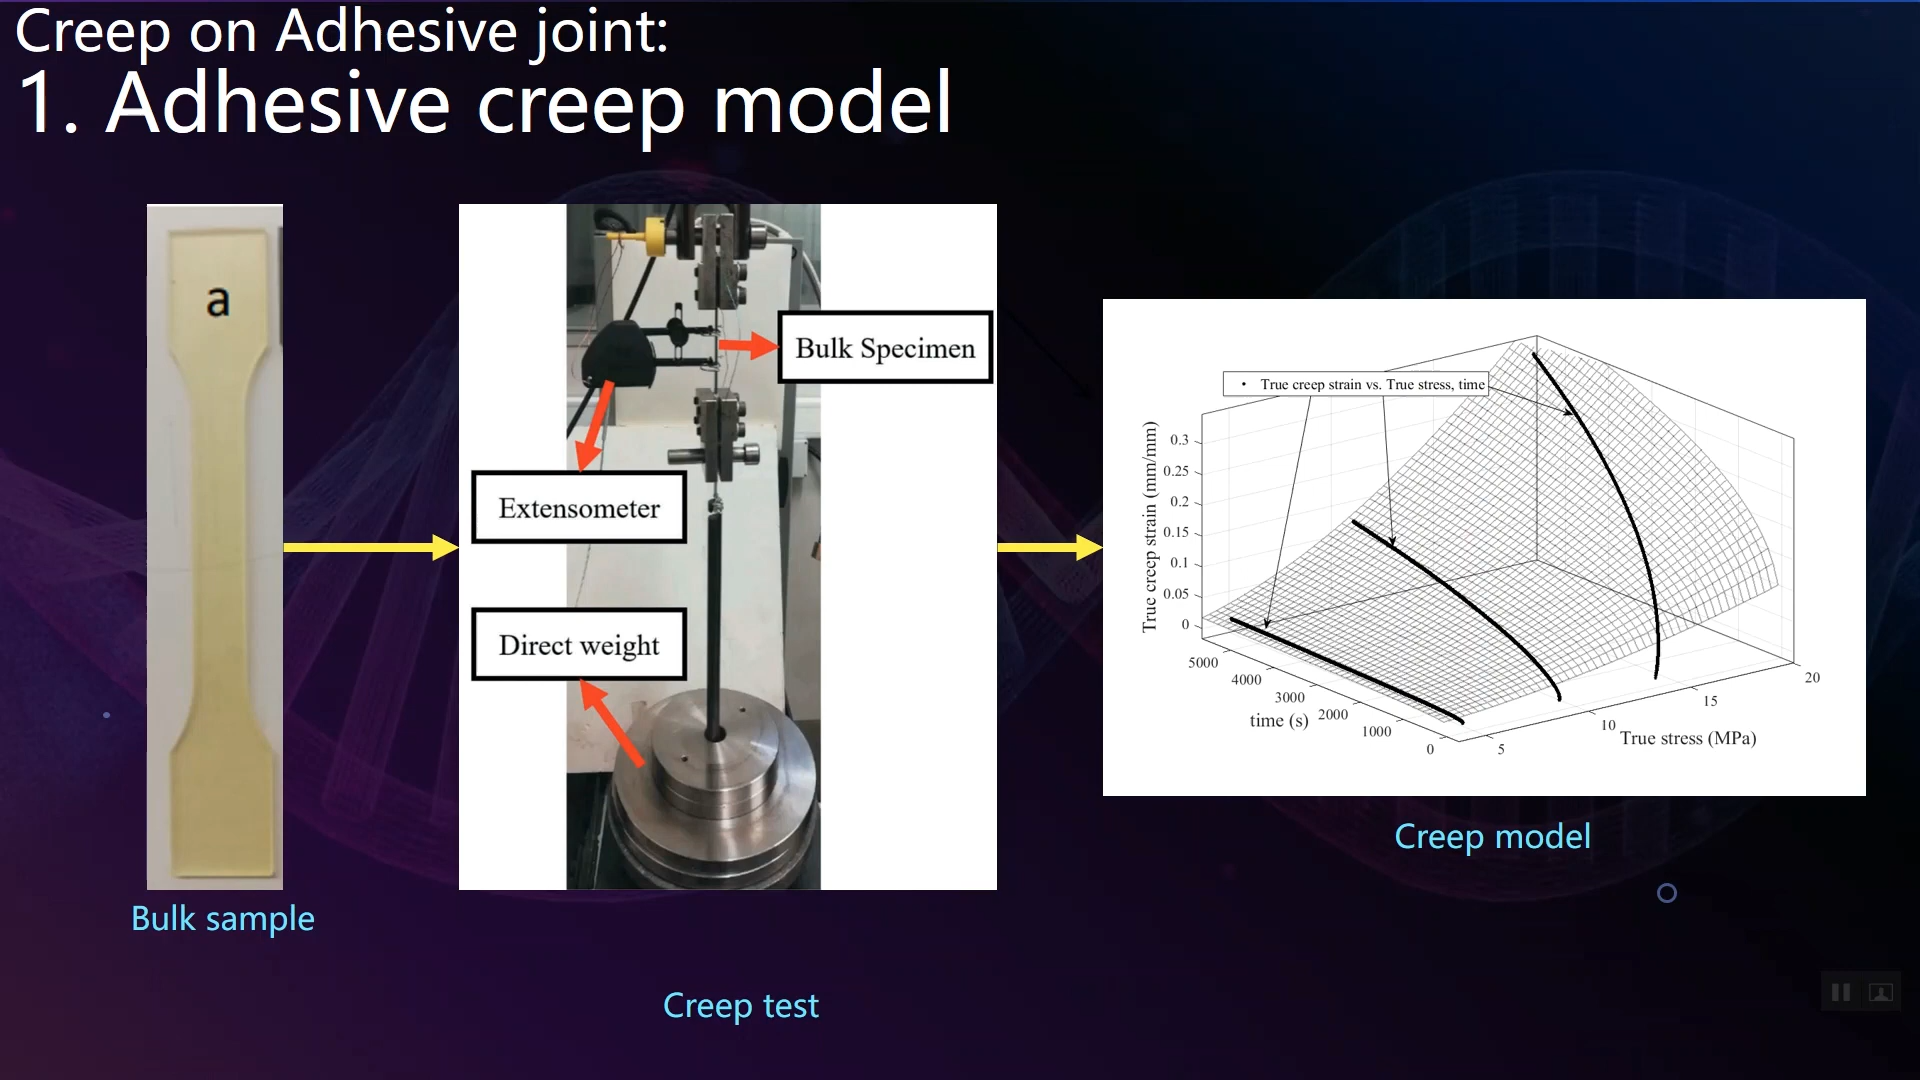 Creep on Adhesive joint:
1. Adhesive creep model
a
Bulk Specimen
Extensometer
Direct weight
• True creep strain vs. True stress, time
True creep strain (mm/mm)
0.3
0.25
0.2
0.15
0.1
0.05
0
5000
4000
3000
2000
1000
0
time (s)
5
10
15
20
True stress (MPa)
Bulk sample
Creep test
Creep model